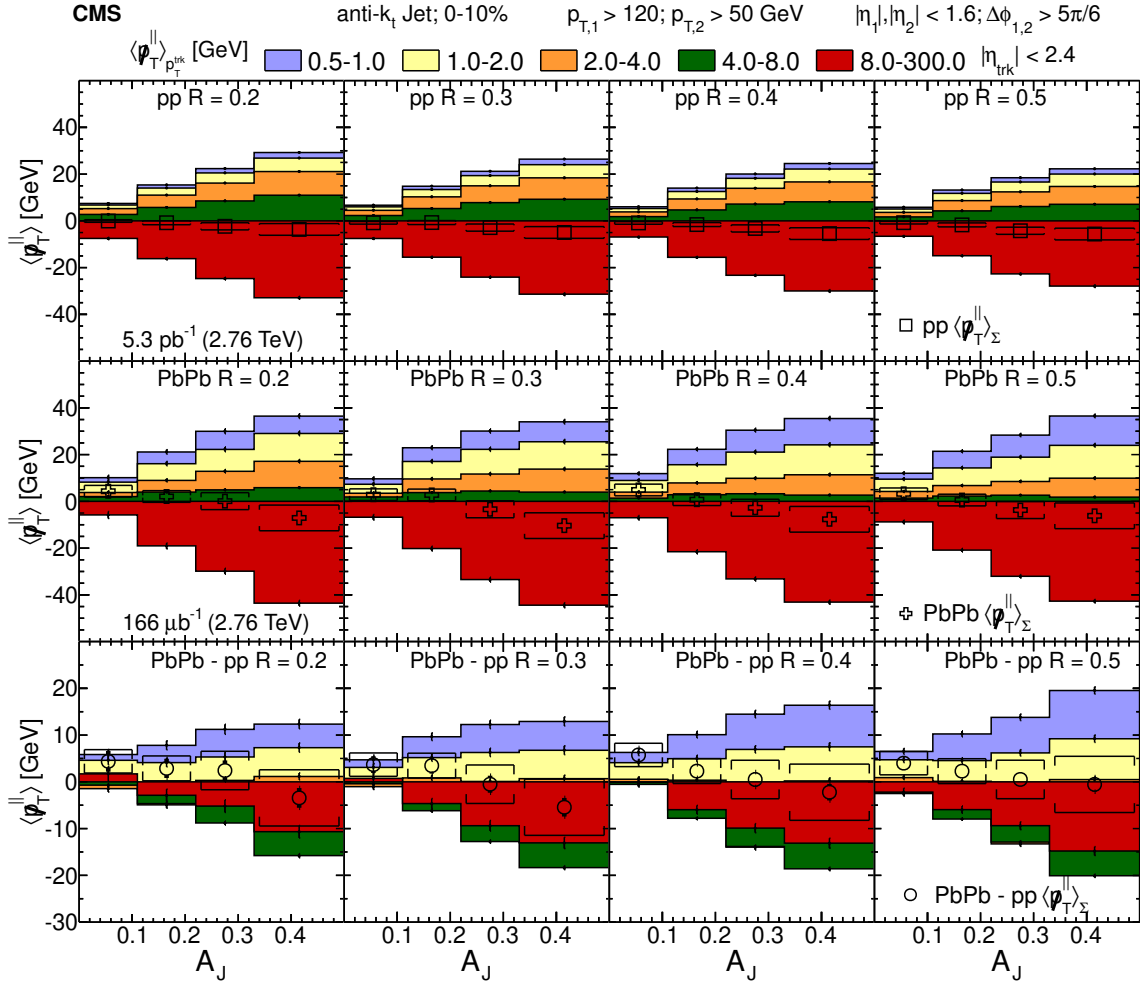 CMS anti-kt Jet; 0-10% pT,1 > 120; pT,2 > 50 GeV |η1|,|η2| < 1.6; Δϕ1,2 > 5π/6
⟨p̸T||⟩pTtrk [GeV] 0.5-1.0 1.0-2.0 2.0-4.0 4.0-8.0 8.0-300.0 |ηtrk| < 2.4
pp R = 0.2 pp R = 0.3 pp R = 0.4 pp R = 0.5
⟨p̸T||⟩ [GeV]
40
20
0
-20
-40
5.3 pb-1 (2.76 TeV)
pp ⟨p̸T||⟩Σ
PbPb R = 0.2 PbPb R = 0.3 PbPb R = 0.4 PbPb R = 0.5
⟨p̸T||⟩ [GeV]
40
20
0
-20
-40
166 μb-1 (2.76 TeV)
PbPb ⟨p̸T||⟩Σ
PbPb - pp R = 0.2 PbPb - pp R = 0.3 PbPb - pp R = 0.4 PbPb - pp R = 0.5
⟨p̸T||⟩ [GeV]
20
10
0
-10
-20
-30
PbPb - pp ⟨p̸T||⟩Σ
0.1 0.2 0.3 0.4 0.1 0.2 0.3 0.4 0.1 0.2 0.3 0.4 0.1 0.2 0.3 0.4
AJ AJ AJ AJ